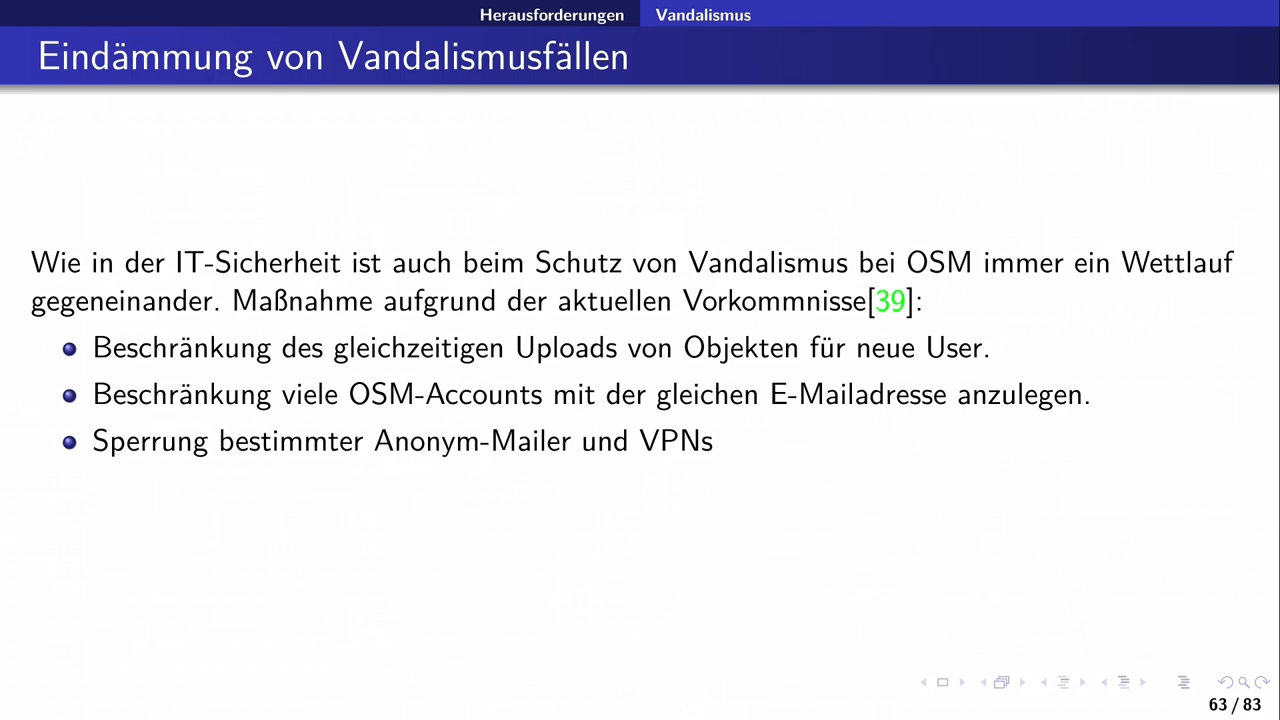 Herausforderungen Vandalismus
Eindämmung von Vandalismusfällen
Wie in der IT-Sicherheit ist auch beim Schutz von Vandalismus bei OSM immer ein Wettlauf
gegeneinander. Maßnahme aufgrund der aktuellen Vorkommnisse[39]:
Beschränkung des gleichzeitigen Uploads von Objekten für neue User.
Beschränkung viele OSM-Accounts mit der gleichen E-Mailadresse anzulegen.
Sperrung bestimmter Anonym-Mailer und VPNs
63 / 83